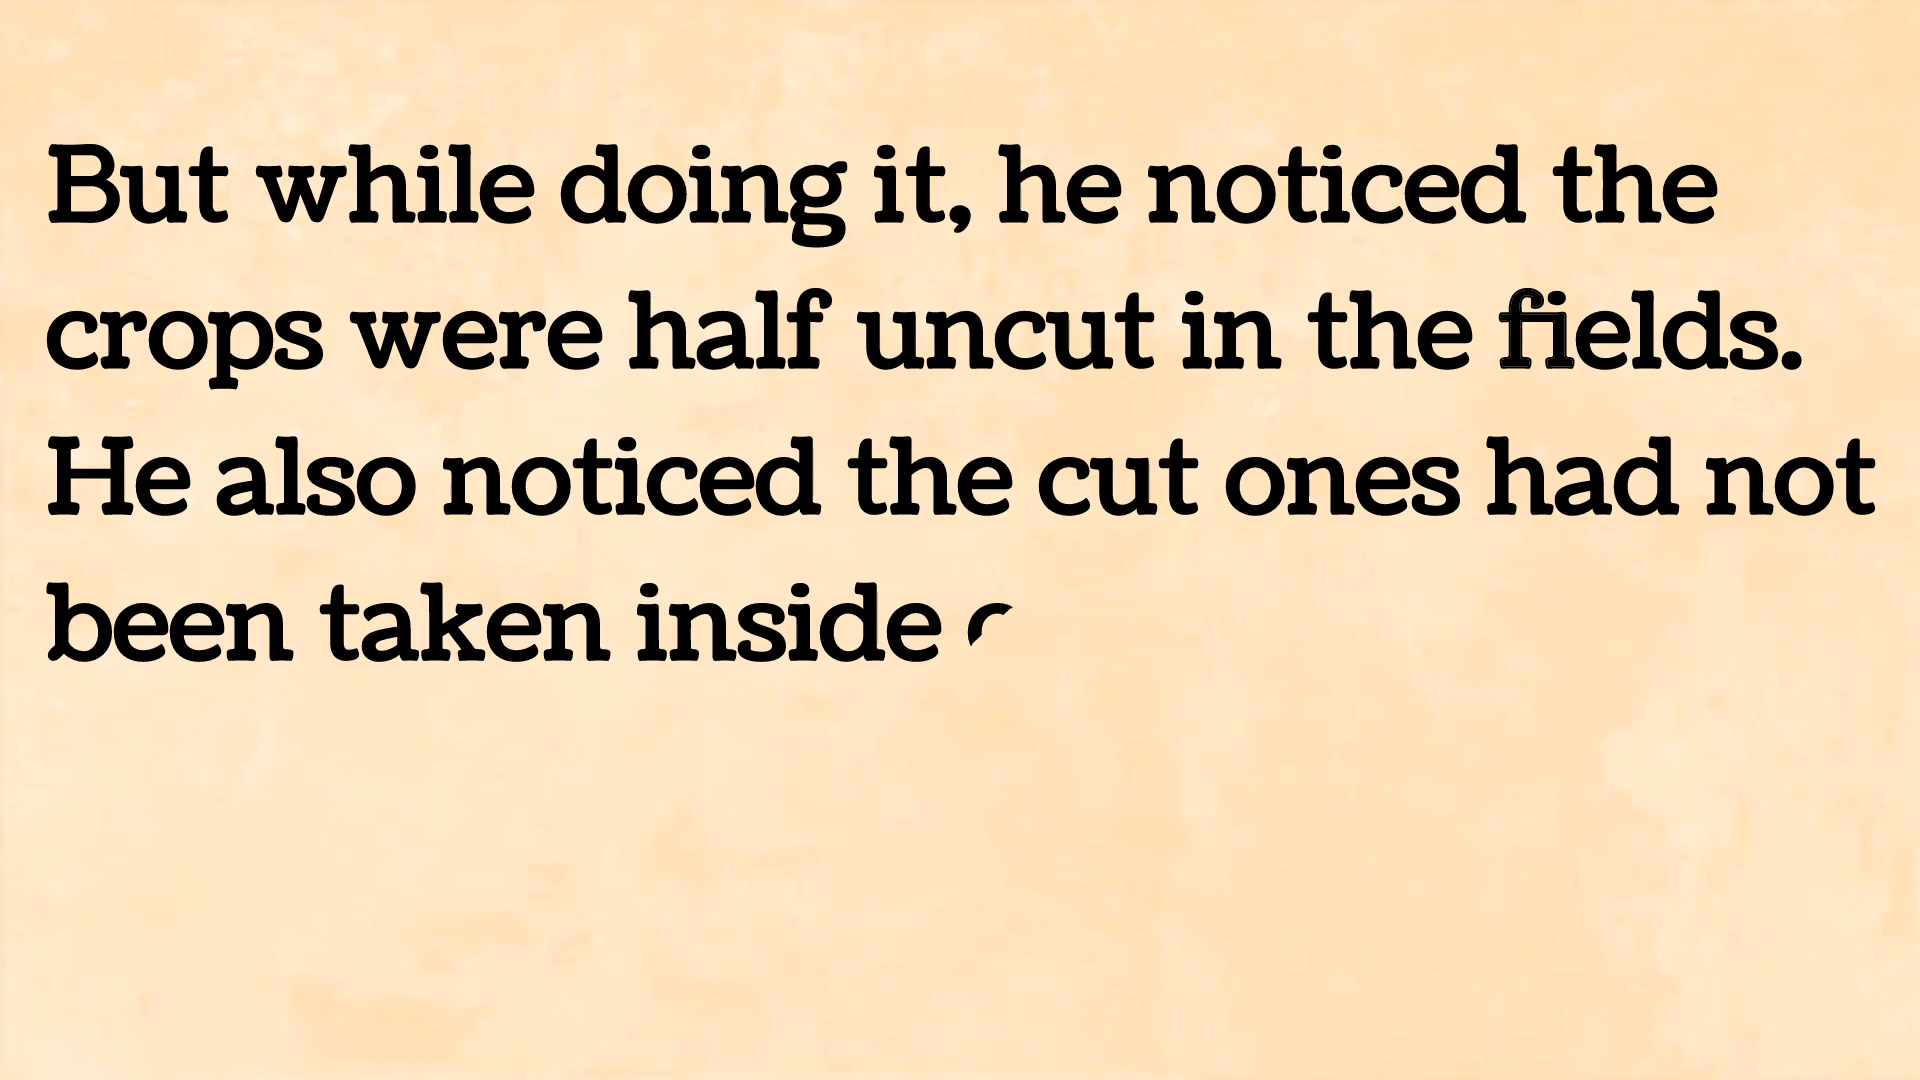 But while doing it, he noticed the
crops were half uncut in the fields.
He also noticed the cut ones had not
been taken inside